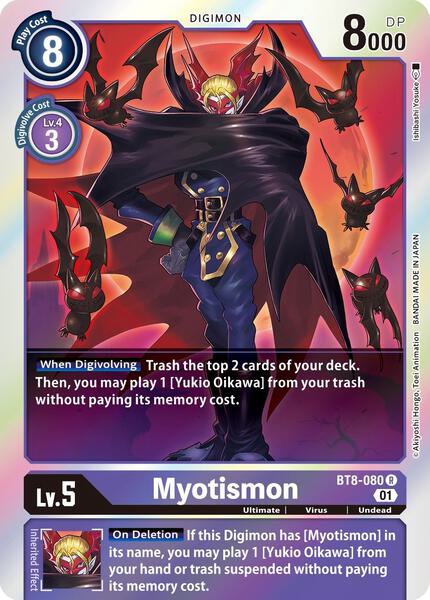 DIGIMON
Play Cost
8
DP
8000
Digivolve Cost
Lv.4
3
Ishibashi Yosuke
When Digivolving Trash the top 2 cards of your deck.
Then, you may play 1 [Yukio Oikawa] from your trash
without paying its memory cost.
©Akiyoshi Hongo, Toei Animation BANDAI MADE IN JAPAN
Lv.5
Myotismon
BT8-080 R
01
Ultimate | Virus | Undead
Inherited Effect
On Deletion If this Digimon has [Myotismon] in
its name, you may play 1 [Yukio Oikawa] from
your hand or trash suspended without paying
its memory cost.